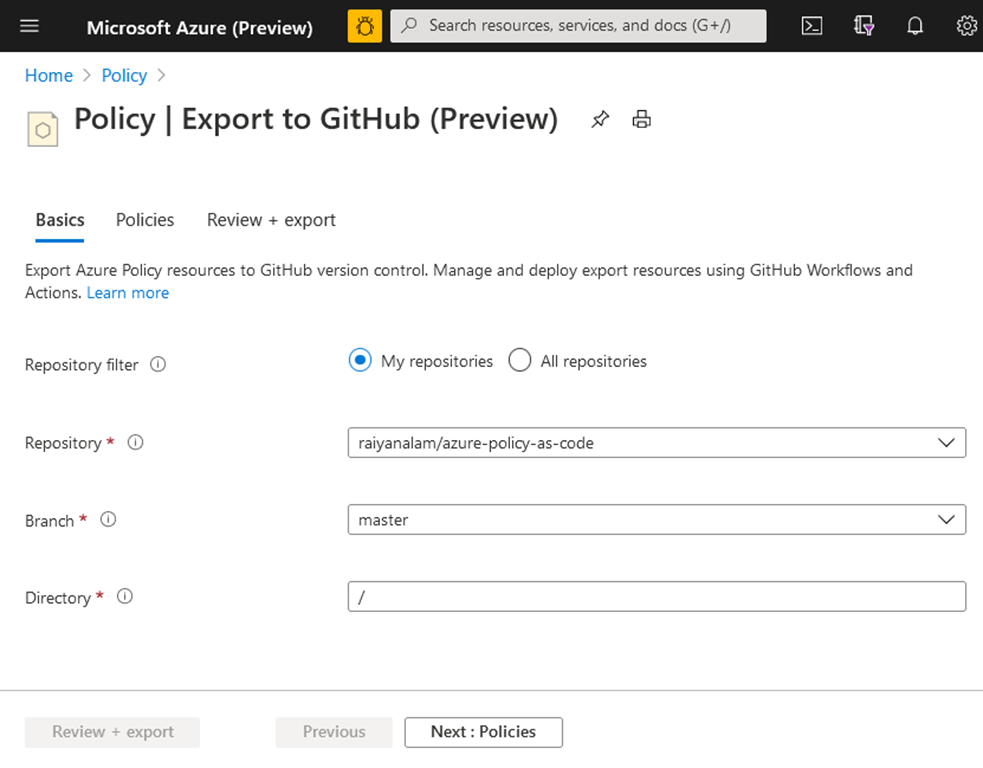 Microsoft Azure (Preview)
Search resources, services, and docs (G+/)
Home > Policy >
Policy | Export to GitHub (Preview)
Basics Policies Review + export
Export Azure Policy resources to GitHub version control. Manage and deploy export resources using GitHub Workflows and
Actions. Learn more
Repository filter My repositories All repositories
Repository * raiyanalam/azure-policy-as-code
Branch * master
Directory * /
Review + export Previous Next : Policies